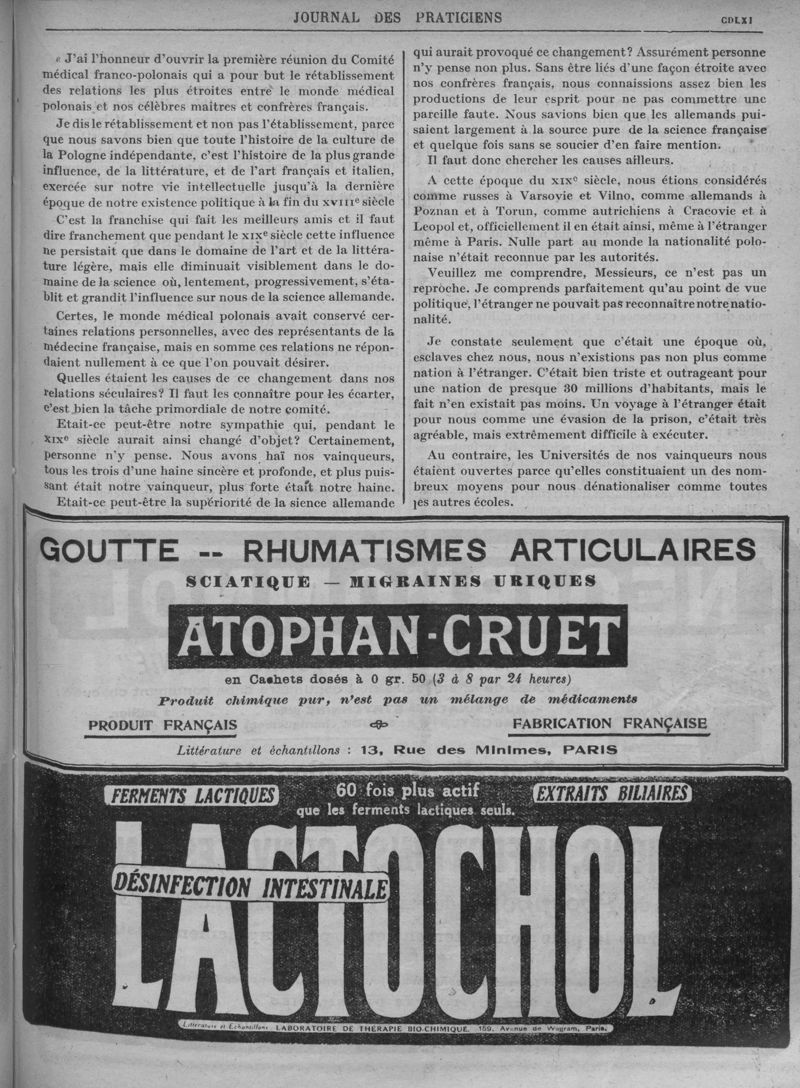 JOURNAL DES PRATICIENS
CDLXI
« J'ai l'honneur d'ouvrir la première réunion du Comité
médical franco-polonais qui a pour but le rétablissement
des relations les plus étroites entre le monde médical
polonais et nos célèbres maitres et confrères français.
Je dis le rétablissement et non pas l'établissement, parce
que nous savons bien que toute l'histoire de la culture de
la Pologne indépendante, c'est l'histoire de la plus grande
influence, de la littérature, et de l'art français et italien,
exercée sur notre vie intellectuelle jusqu'à la dernière
époque de notre existence politique à la fin du XVIIIe siècle
C'est la franchise qui fait les meilleurs amis et il faut
dire franchement que pendant le XIXe siècle cette influence
ne persistait que dans le domaine de l'art et de la littéra-
ture légère, mais elle diminuait visiblement dans le do-
maine de la science où, lentement, progressivement, s'éta-
blit et grandit l'influence sur nous de la science allemande.
Certes, le monde médical polonais avait conservé cer-
taines relations personnelles, avec des représentants de la
médecine française, mais en somme ces relations ne répon-
daient nullement à ce que l'on pouvait désirer.
Quelles étaient les causes de ce changement dans nos
relations séculaires? Il faut les connaître pour les écarter,
c'est bien la tâche primordiale de notre comité.
Etait-ce peut-être notre sympathie qui, pendant le
XIXe siècle aurait ainsi changé d'objet? Certainement,
personne n'y pense. Nous avons haï nos vainqueurs,
tous les trois d'une haine sincère et profonde, et plus puis-
sant était notre vainqueur, plus forte était notre haine.
Etait-ce peut-être la supériorité de la sience allemande
qui aurait provoqué ce changement? Assurément personne
n'y pense non plus. Sans être liés d'une façon étroite avec
nos confrères français, nous connaissions assez bien les
productions de leur esprit pour ne pas commettre une
pareille faute. Nous savions bien que les allemands pui-
saient largement à la source pure de la science française
et quelque fois sans se soucier d'en faire mention.
Il faut donc chercher les causes ailleurs.
A cette époque du XIXe siècle, nous étions considérés
comme russes à Varsovie et Vilno, comme allemands à
Poznan et à Torun, comme autrichiens à Cracovie et à
Leopol et, officiellement il en était ainsi, même à l'étranger
même à Paris. Nulle part au monde la nationalité polo-
naise n'était reconnue par les autorités.
Veuillez me comprendre, Messieurs, ce n'est pas un
reproche. Je comprends parfaitement qu'au point de vue
politique, l'étranger ne pouvait pas reconnaître notre natio-
nalité.
Je constate seulement que c'était une époque où,
esclaves chez nous, nous n'existions pas non plus comme
nation à l'étranger. C'était bien triste et outrageant pour
une nation de presque 30 millions d'habitants, mais le
fait n'en existait pas moins. Un voyage à l'étranger était
pour nous comme une évasion de la prison, c'était très
agréable, mais extrêmement difficile à exécuter.
Au contraire, les Universités de nos vainqueurs nous
étaient ouvertes parce qu'elles constituaient un des nom-
breux moyens pour nous dénationaliser comme toutes
les autres écoles.
GOUTTE -- RHUMATISMES ARTICULAIRES
SCIATIQUE — MIGRAINES URIQUES
ATOPHAN-CRUET
en Cachets dosés à 0 gr. 50 (3 à 8 par 24 heures)
Produit chimique pur, n'est pas un mélange de médicaments
PRODUIT FRANÇAIS
FABRICATION FRANÇAISE
Littérature et échantillons : 13, Rue des Minimes, PARIS
FERMENTS LACTIQUES
60 fois plus actif
que les ferments lactiques seuls.
EXTRAITS BILIAIRES
LACTOCHOL
DÉSINFECTION INTESTINALE
Littérature et Echantillons LABORATOIRE DE THÉRAPIE BIO-CHIMIQUE, 159, Avenue de Wagram, Paris.